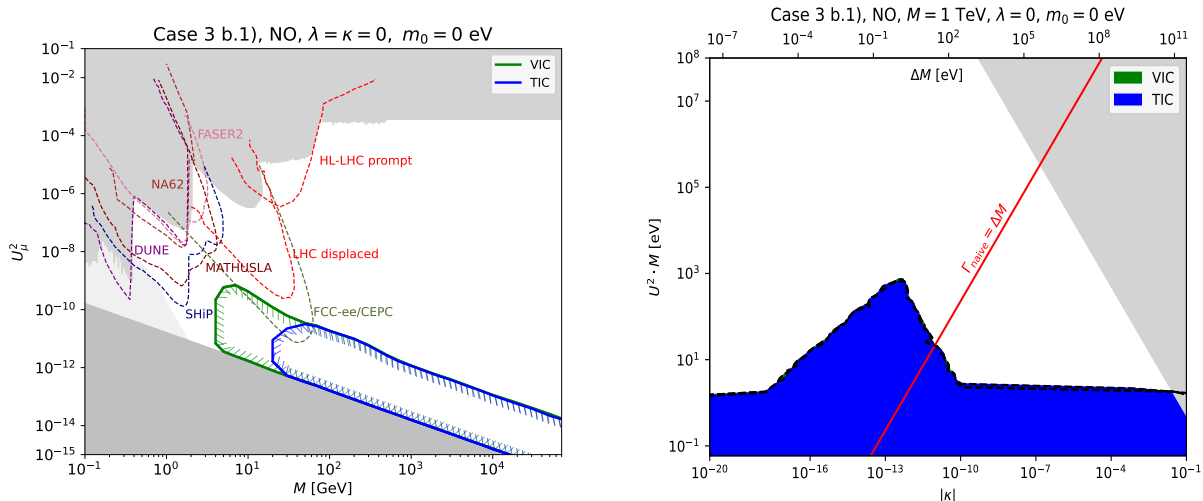 Case 3 b.1), NO, λ = κ = 0, m₀ = 0 eV
VIC
TIC
FASER2
HL-LHC prompt
NA62
DUNE
LHC displaced
MATHUSLA
SHiP
FCC-ee/CEPC
10⁻¹
10⁻²
10⁻⁴
10⁻⁶
10⁻⁸
10⁻¹⁰
10⁻¹²
10⁻¹⁴
10⁻¹⁵
U²_μ
10⁻¹ 10⁰ 10¹ 10² 10³ 10⁴
M [GeV]
Case 3 b.1), NO, M = 1 TeV, λ = 0, m₀ = 0 eV
10⁻⁷ 10⁻⁴ 10⁻¹ 10² 10⁵ 10⁸ 10¹¹
ΔM [eV]
VIC
TIC
Γ_naive = ΔM
10⁸
10⁷
10⁵
10³
10¹
10⁻¹
U² · M [eV]
10⁻²⁰ 10⁻¹⁶ 10⁻¹³ 10⁻¹⁰ 10⁻⁷ 10⁻⁴ 10⁻¹
|κ|